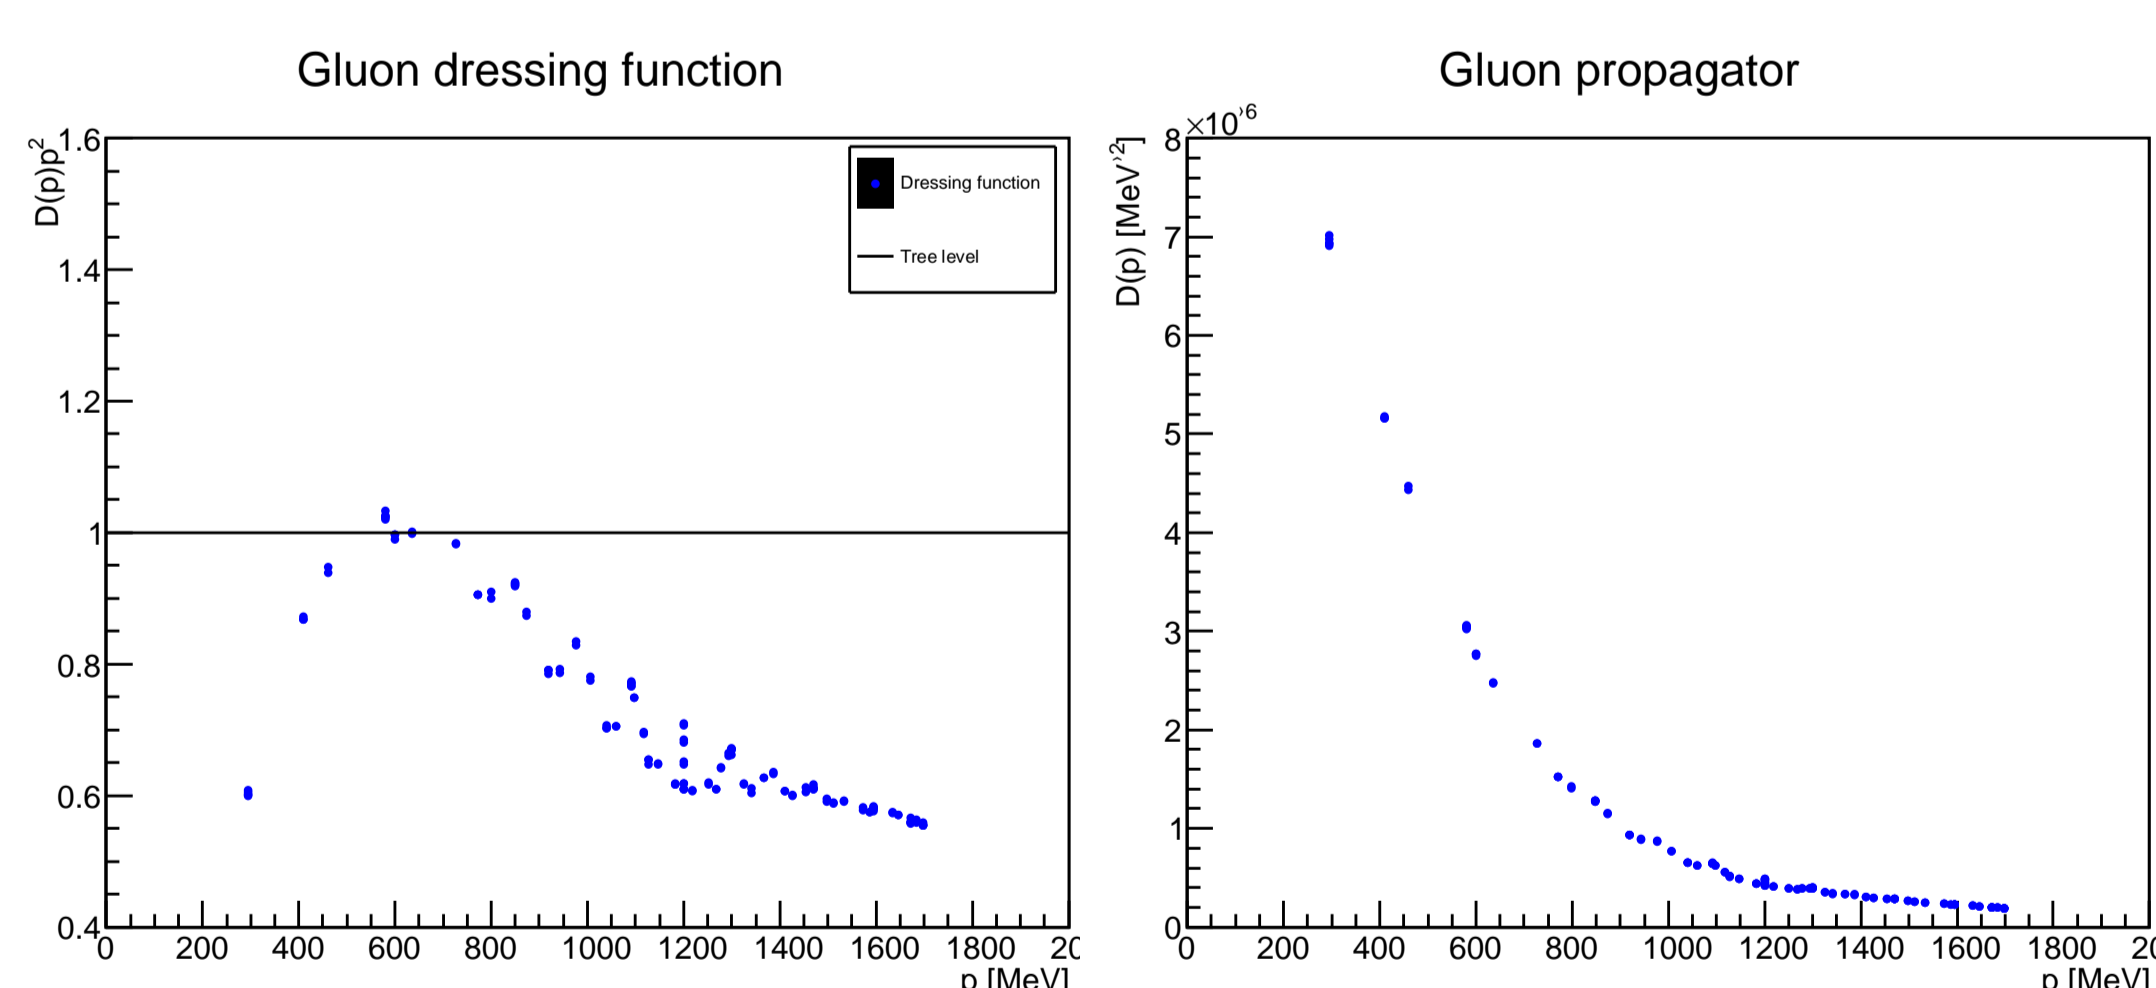 Gluon dressing function
D(p)p²
1.6
1.4
1.2
1
0.8
0.6
0.4
Dressing function
Tree level
0 200 400 600 800 1000 1200 1400 1600 1800 20
p [MeV]
Gluon propagator
×10›6
D(p) [MeV›2]
8
7
6
5
4
3
2
1
0
0 200 400 600 800 1000 1200 1400 1600 1800 20
p [MeV]